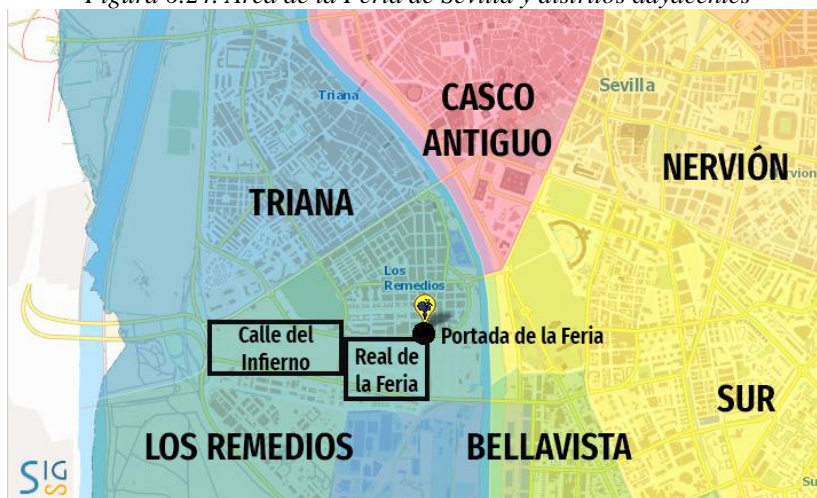 Figura 6.24. Área de la Feria de Sevilla y distritos adyacentes
CASCO
ANTIGUO
Triana
Sevilla
NERVIÓN
TRIANA
Los
Remedios
Calle del
Infierno
Real de
la Feria
Portada de la Feria
SUR
LOS REMEDIOS
BELLAVISTA
SIG
S
Su